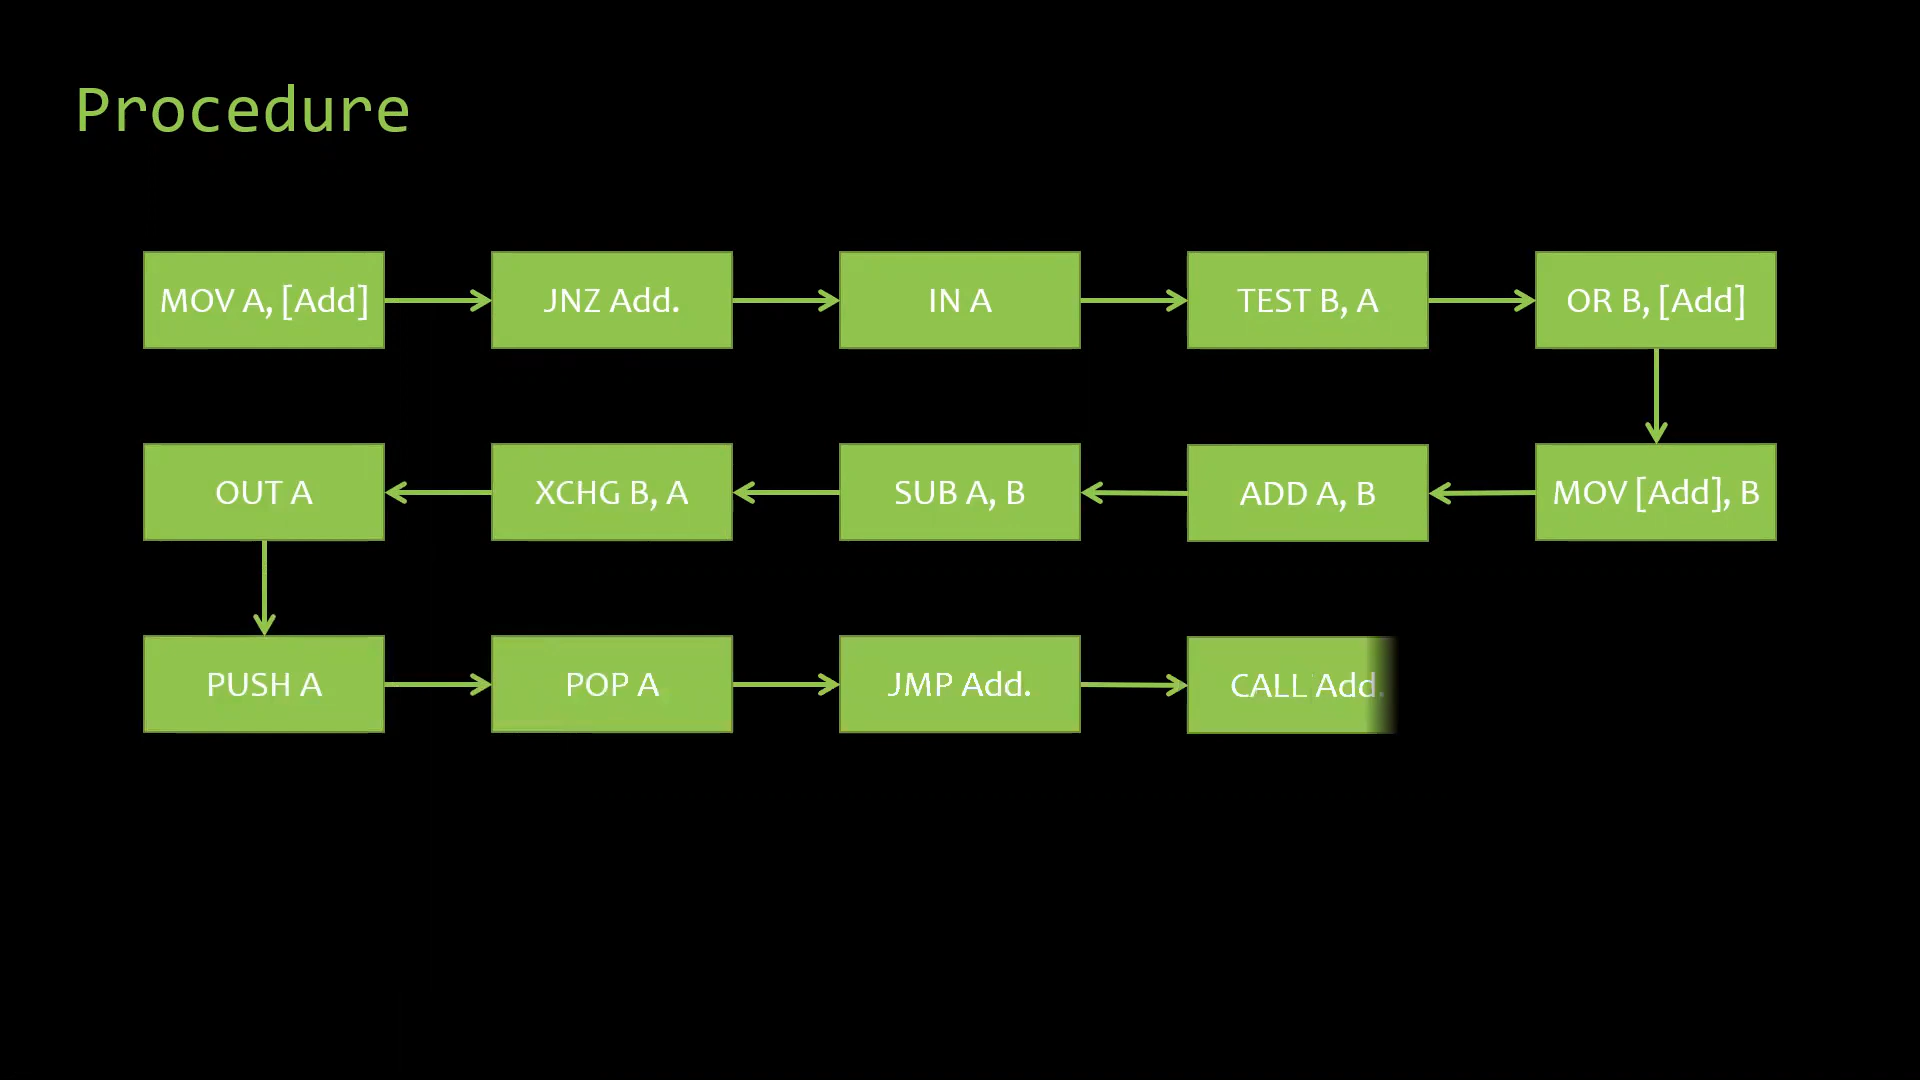 Procedure
MOV A, [Add]
JNZ Add.
IN A
TEST B, A
OR B, [Add]
MOV [Add], B
ADD A, B
SUB A, B
XCHG B, A
OUT A
PUSH A
POP A
JMP Add.
CALL Add.